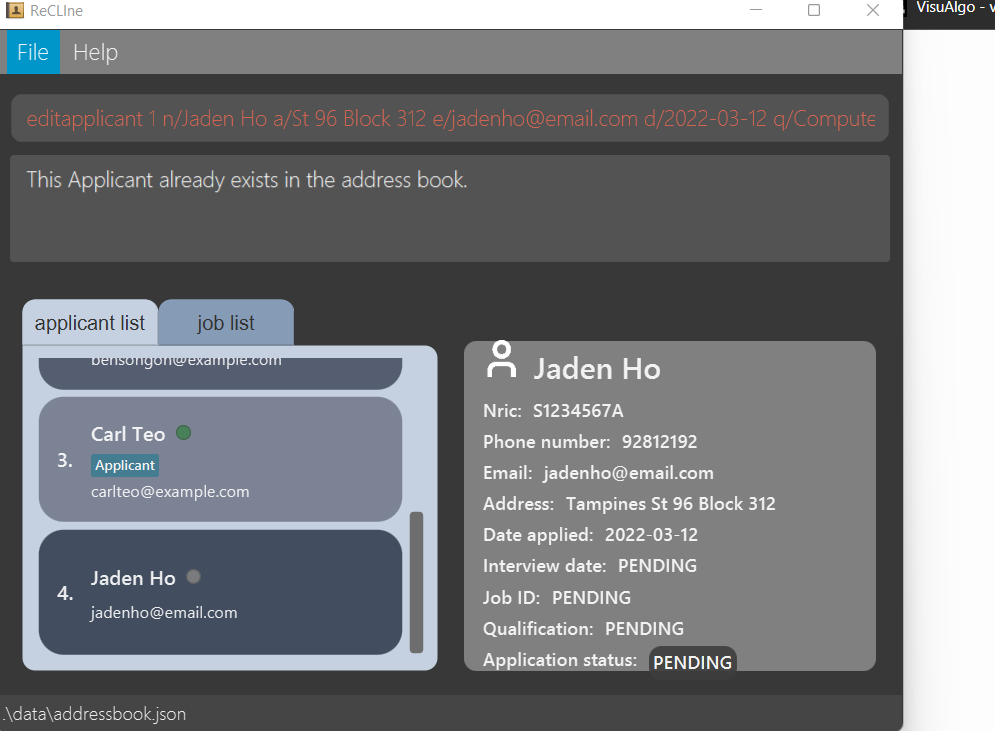 ReCLIne
VisuAlgo - v
File Help
editapplicant 1 n/Jaden Ho a/St 96 Block 312 e/jadenho@email.com d/2022-03-12 q/Compute
This Applicant already exists in the address book.
applicant list
job list
bensongoh@example.com
3.
Carl Teo
Applicant
carlteo@example.com
4.
Jaden Ho
jadenho@email.com
Jaden Ho
Nric: S1234567A
Phone number: 92812192
Email: jadenho@email.com
Address: Tampines St 96 Block 312
Date applied: 2022-03-12
Interview date: PENDING
Job ID: PENDING
Qualification: PENDING
Application status: PENDING
.\data\addressbook.json